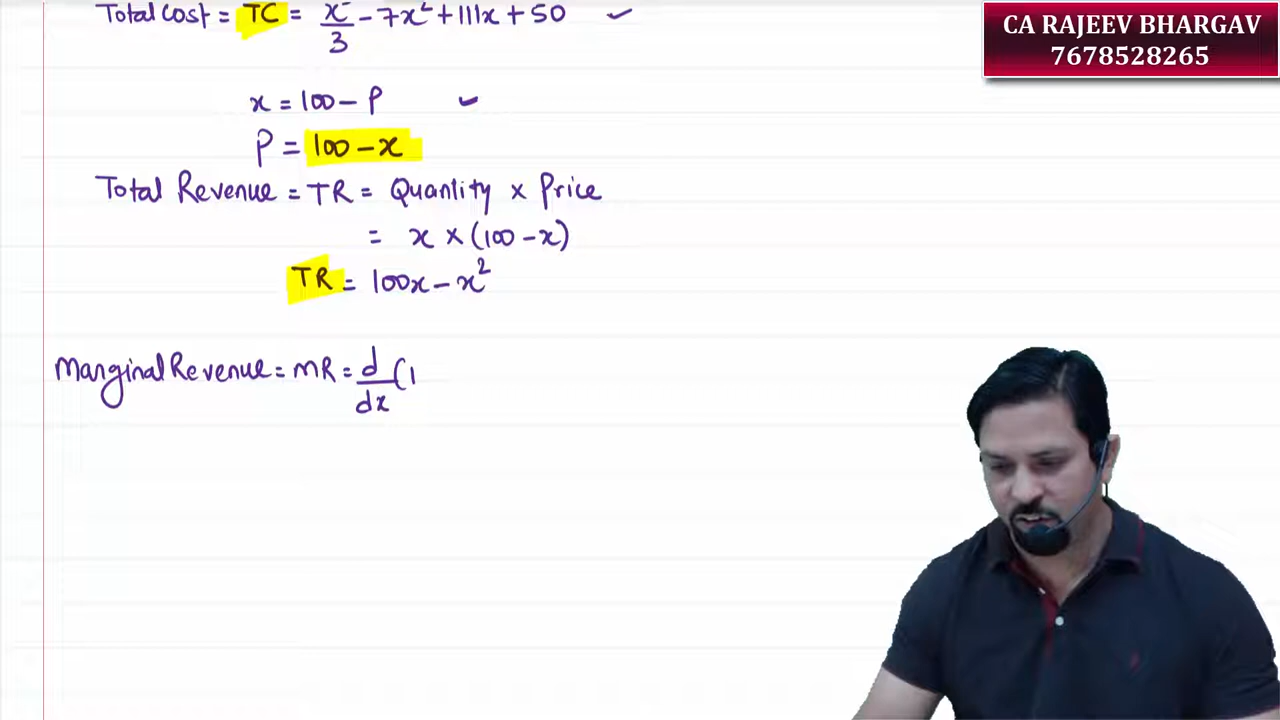 Total Cost = TC = x/3 - 7x² + 111x + 50 ✓
CA RAJEEV BHARGAV
7678528265
x = 100 - P ✓
P = 100 - x
Total Revenue = TR = Quantity × Price
= x × (100 - x)
TR = 100x - x²
Marginal Revenue = MR = d/dx (1